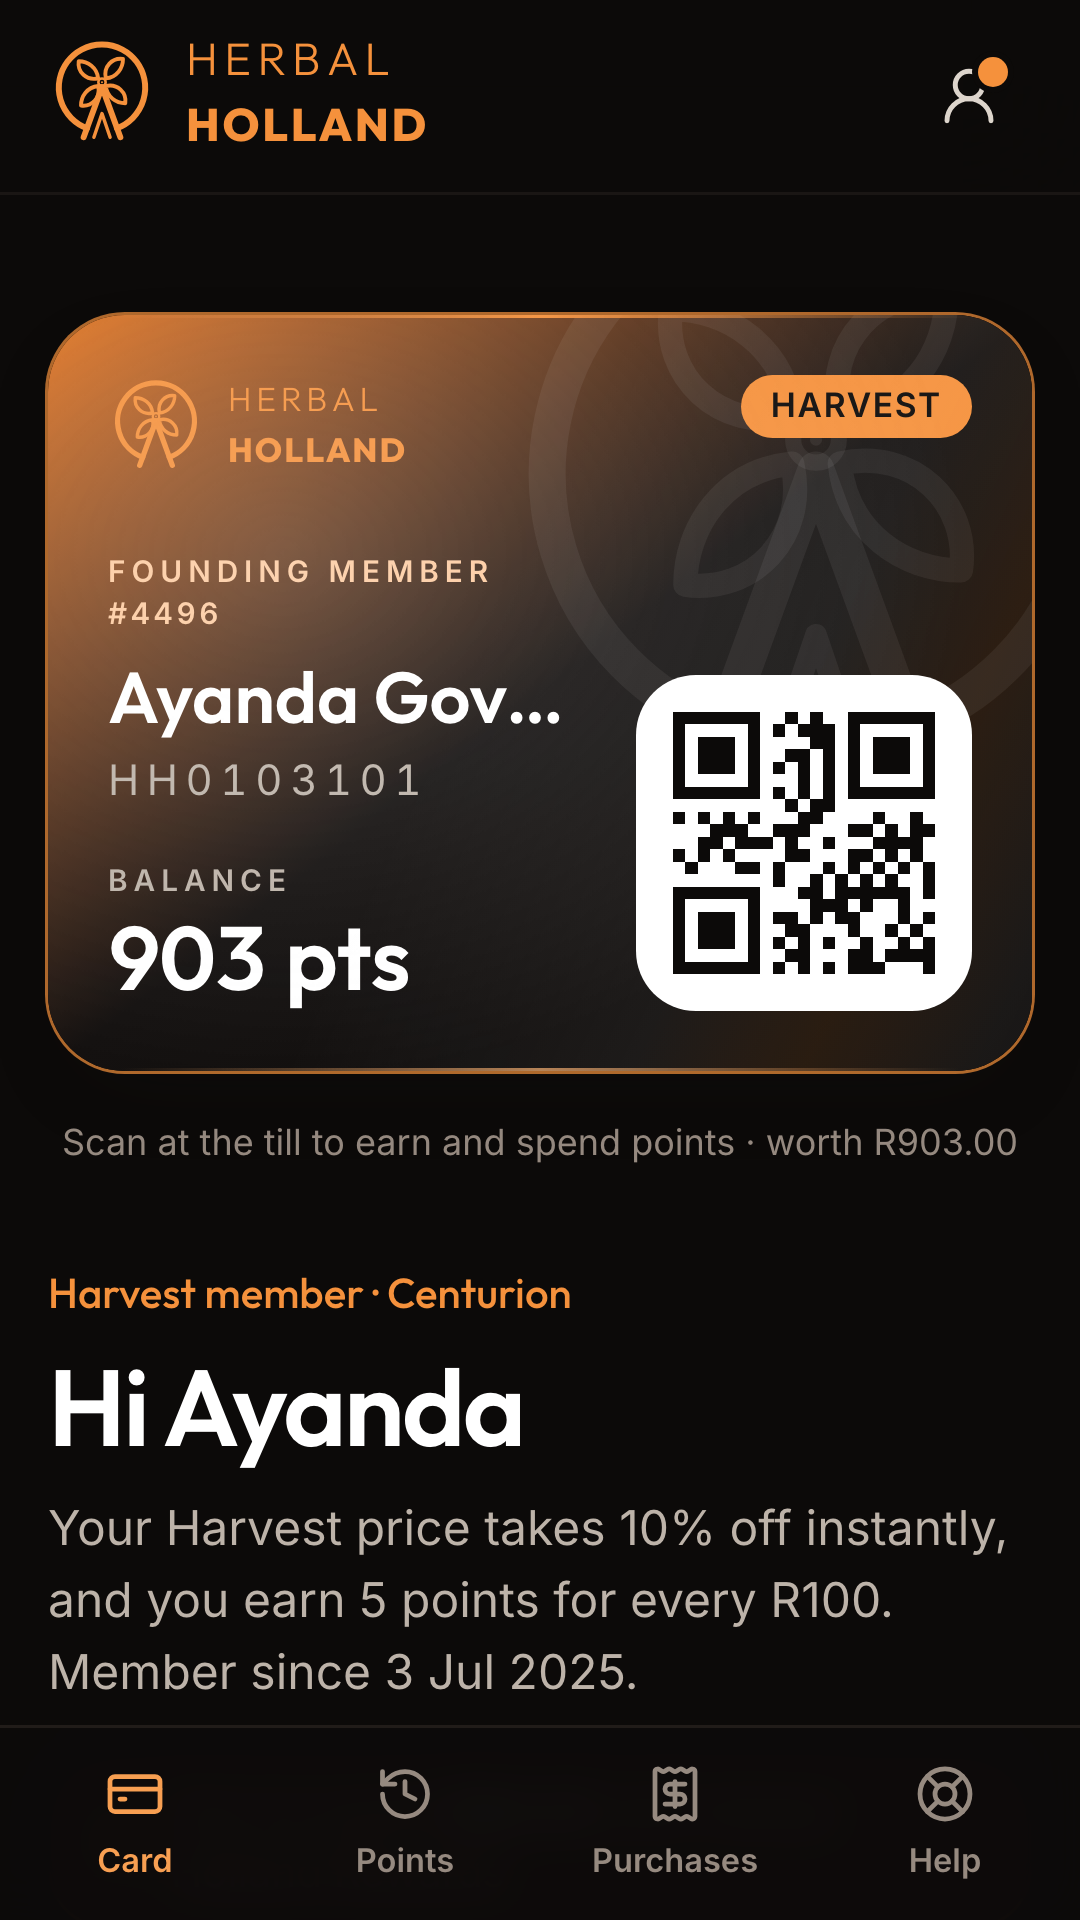 HERBAL
HOLLAND
HERBAL
HOLLAND
HARVEST
FOUNDING MEMBER
#4496
Ayanda Gov...
HH0103101
BALANCE
903 pts
Scan at the till to earn and spend points · worth R903.00
Harvest member · Centurion
Hi Ayanda
Your Harvest price takes 10% off instantly,
and you earn 5 points for every R100.
Member since 3 Jul 2025.
Card
Points
Purchases
Help